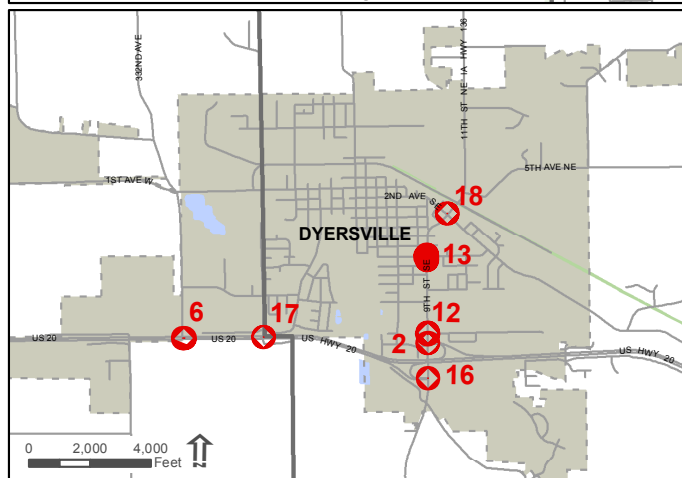 332ND AVE
11TH ST NE IA HWY 136
5TH AVE NE
1ST AVE W
2ND AVE SE
18
DYERSVILLE
13
9TH ST SE
6
17
12
US 20
US 20
US HWY 20
2
US HWY 20
16
0 2,000 4,000
Feet
N